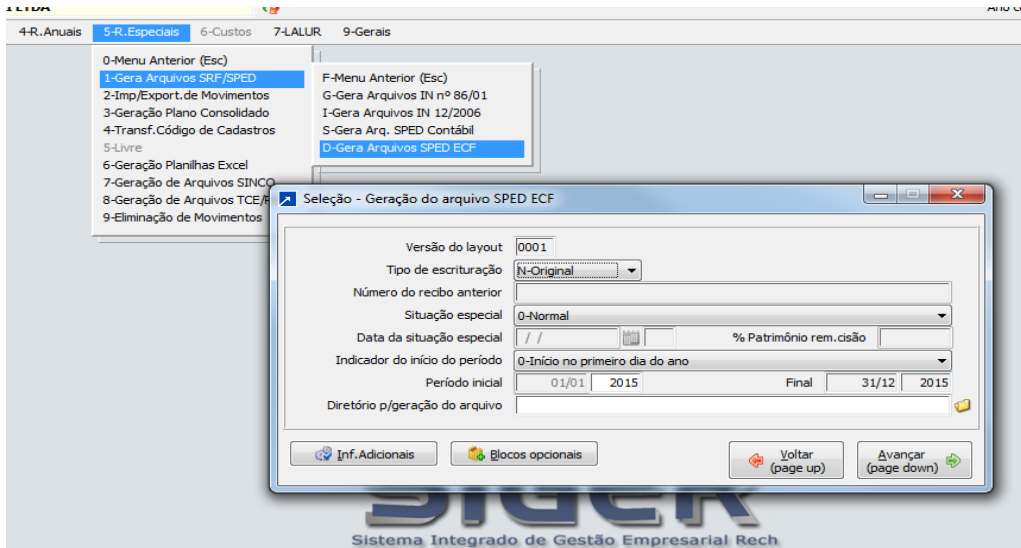 LTDA
4-R.Anuais 5-R.Especiais 6-Custos 7-LALUR 9-Gerais
0-Menu Anterior (Esc)
1-Gera Arquivos SRF/SPED
2-Imp/Export.de Movimentos
3-Geração Plano Consolidado
4-Transf.Código de Cadastros
5-Livre
6-Geração Planilhas Excel
7-Geração de Arquivos SINCO
8-Geração de Arquivos TCE/
9-Eliminação de Movimentos
F-Menu Anterior (Esc)
G-Gera Arquivos IN nº 86/01
I-Gera Arquivos IN 12/2006
S-Gera Arq. SPED Contábil
D-Gera Arquivos SPED ECF
Seleção - Geração do arquivo SPED ECF
Versão do layout 0001
Tipo de escrituração N-Original
Número do recibo anterior
Situação especial 0-Normal
Data da situação especial / / % Patrimônio rem.cisão
Indicador do início do período 0-Início no primeiro dia do ano
Período inicial 01/01 2015 Final 31/12 2015
Diretório p/geração do arquivo
Inf.Adicionais Blocos opcionais Voltar (page up) Avançar (page down)
SIGER
Sistema Integrado de Gestão Empresarial Rech